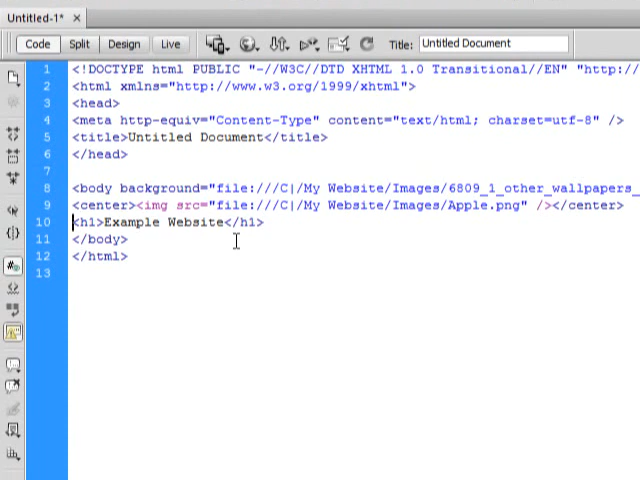 Untitled-1* ×
Code Split Design Live Title: Untitled Document
1 <!DOCTYPE html PUBLIC "-//W3C//DTD XHTML 1.0 Transitional//EN" "http://
2 <html xmlns="http://www.w3.org/1999/xhtml">
3 <head>
4 <meta http-equiv="Content-Type" content="text/html; charset=utf-8" />
5 <title>Untitled Document</title>
6 </head>
7
8 <body background="file:///C|/My Website/Images/6809_1_other_wallpapers_
9 <center><img src="file:///C|/My Website/Images/Apple.png" /></center>
10 <h1>Example Website</h1>
11 </body>
12 </html>
13